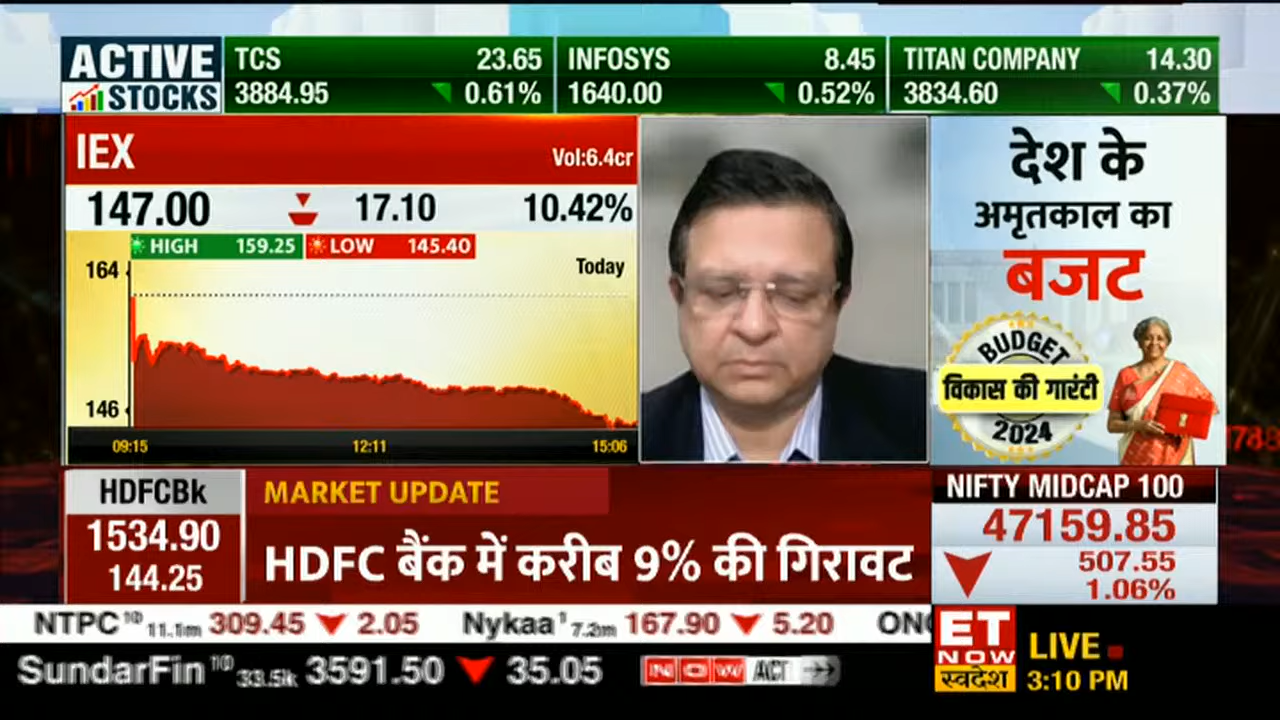 ACTIVE
STOCKS
TCS 23.65
3884.95 0.61%
INFOSYS 8.45
1640.00 0.52%
TITAN COMPANY 14.30
3834.60 0.37%
IEX
Vol:6.4cr
147.00 17.10 10.42%
HIGH 159.25 LOW 145.40
Today
164
146
09:15 12:11 15:06
देश के
अमृतकाल का
बजट
BUDGET
विकास की गारंटी
2024
HDFCBk
1534.90
144.25
MARKET UPDATE
HDFC बैंक में करीब 9% की गिरावट
NIFTY MIDCAP 100
47159.85
507.55
1.06%
NTPC 11.1m 309.45 2.05 Nykaa 7.2m 167.90 5.20
SundarFin 33.5k 3591.50 35.05 NOW
ET
NOW
स्वदेश
LIVE
3:10 PM